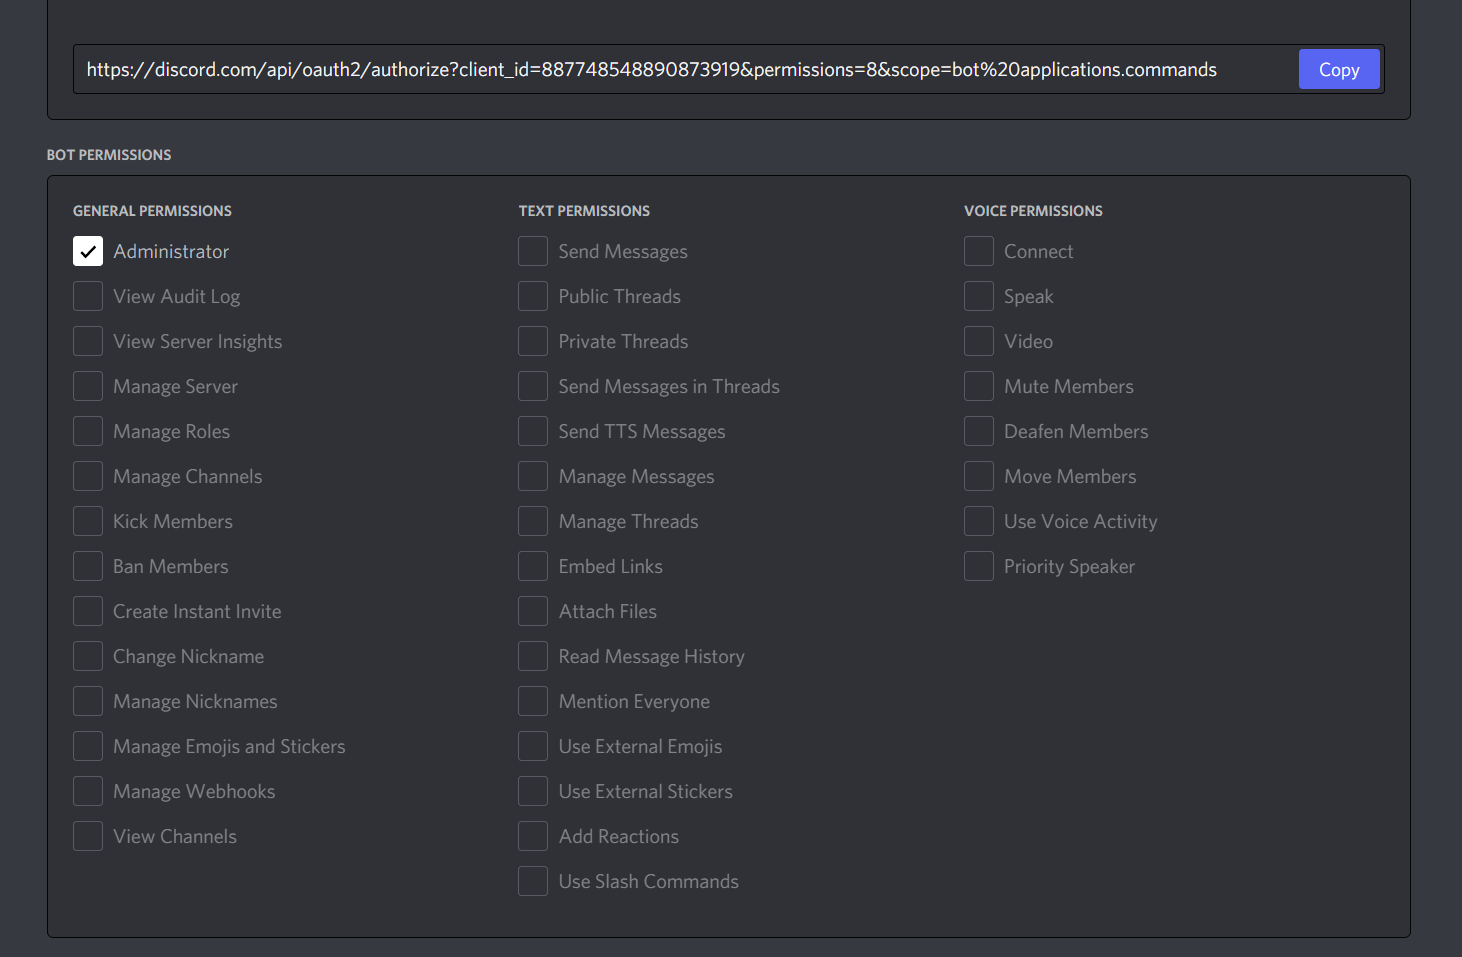 https://discord.com/api/oauth2/authorize?client_id=887748548890873919&permissions=8&scope=bot%20applications.commands
Copy
BOT PERMISSIONS
GENERAL PERMISSIONS
Administrator
View Audit Log
View Server Insights
Manage Server
Manage Roles
Manage Channels
Kick Members
Ban Members
Create Instant Invite
Change Nickname
Manage Nicknames
Manage Emojis and Stickers
Manage Webhooks
View Channels
TEXT PERMISSIONS
Send Messages
Public Threads
Private Threads
Send Messages in Threads
Send TTS Messages
Manage Messages
Manage Threads
Embed Links
Attach Files
Read Message History
Mention Everyone
Use External Emojis
Use External Stickers
Add Reactions
Use Slash Commands
VOICE PERMISSIONS
Connect
Speak
Video
Mute Members
Deafen Members
Move Members
Use Voice Activity
Priority Speaker